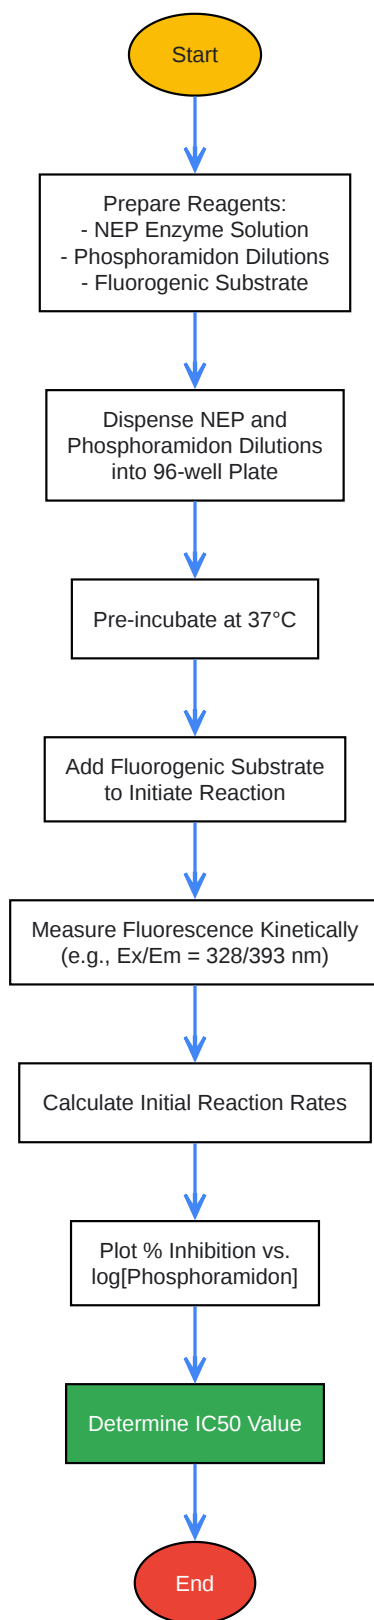 Start
Prepare Reagents:
- NEP Enzyme Solution
- Phosphoramidon Dilutions
- Fluorogenic Substrate
Dispense NEP and
Phosphoramidon Dilutions
into 96-well Plate
Pre-incubate at 37°C
Add Fluorogenic Substrate
to Initiate Reaction
Measure Fluorescence Kinetically
(e.g., Ex/Em = 328/393 nm)
Calculate Initial Reaction Rates
Plot % Inhibition vs.
log[Phosphoramidon]
Determine IC50 Value
End